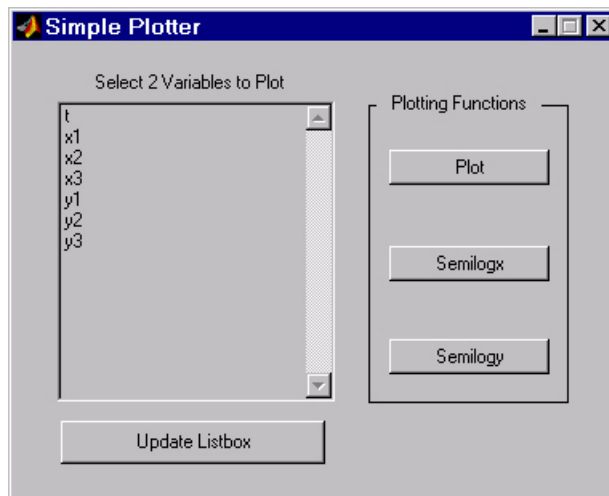 Simple Plotter
Select 2 Variables to Plot
t
x1
x2
x3
y1
y2
y3
Update Listbox
Plotting Functions
Plot
Semilogx
Semilogy